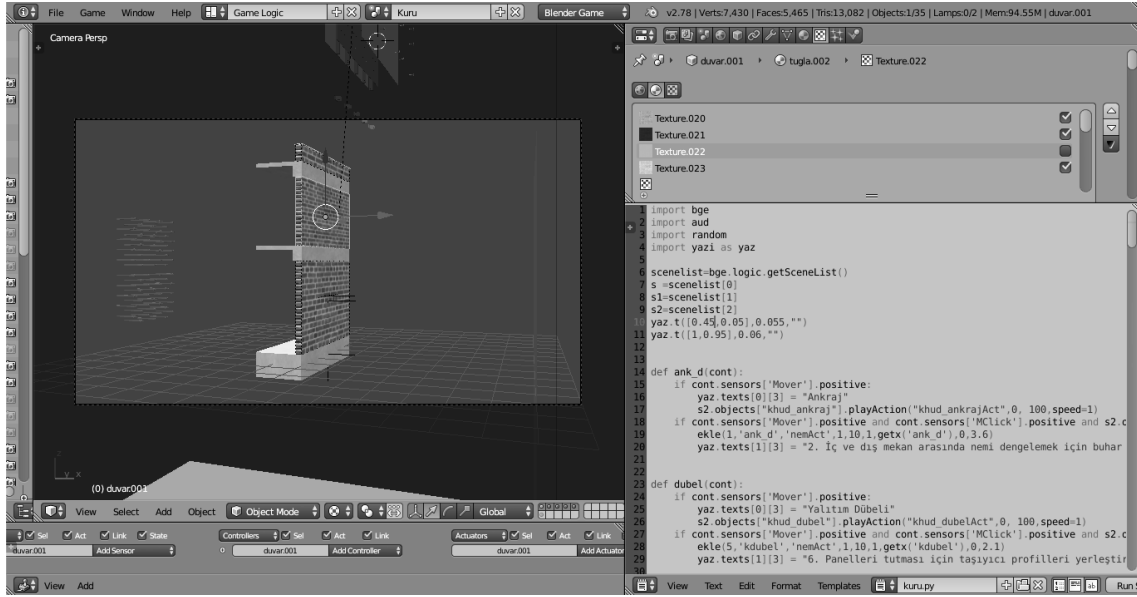 File Game Window Help Game Logic Kuru Blender Game v2.78 | Verts:7,430 | Faces:5,465 | Tris:13,082 | Objects:1/35 | Lamps:0/2 | Mem:94.55M | duvar.001
Camera Persp
duvar.001 tugla.002 Texture.022
Texture.020
Texture.021
Texture.022
Texture.023
1 import bge
2 import aud
3 import random
4 import yazi as yaz
5
6 scenelist=bge.logic.getSceneList()
7 s =scenelist[0]
8 s1=scenelist[1]
9 s2=scenelist[2]
10 yaz.t([0.45,0.05],0.055,"")
11 yaz.t([1,0.95],0.06,"")
12
13
14 def ank_d(cont):
15 if cont.sensors['Mover'].positive:
16 yaz.texts[0][3] = "Ankraj"
17 s2.objects["khud_ankraj"].playAction("khud_ankrajAct",0, 100,speed=1)
18 if cont.sensors['Mover'].positive and cont.sensors['MClick'].positive and s2.o
19 ekle(1,'ank_d','nemAct',1,10,1,getx('ank_d'),0,3.6)
20 yaz.texts[1][3] = "2. İç ve dış mekan arasında nemi dengelemek için buhar
21
22
23 def dubel(cont):
24 if cont.sensors['Mover'].positive:
25 yaz.texts[0][3] = "Yalıtım Dübeli"
26 s2.objects["khud_dubel"].playAction("khud_dubelAct",0, 100,speed=1)
27 if cont.sensors['Mover'].positive and cont.sensors['MClick'].positive and s2.o
28 ekle(5,'kdubel','nemAct',1,10,1,getx('kdubel'),0,2.1)
29 yaz.texts[1][3] = "6. Panelleri tutması için taşıyıcı profilleri yerleştir
30
z
y x
(0) duvar.001
View Select Add Object Object Mode Global
Sel Act Link State Controllers Sel Act Link Actuators Sel Act Link
duvar.001 Add Sensor 0 duvar.001 Add Controller duvar.001 Add Actuator
View Add
View Text Edit Format Templates kuru.py Run S